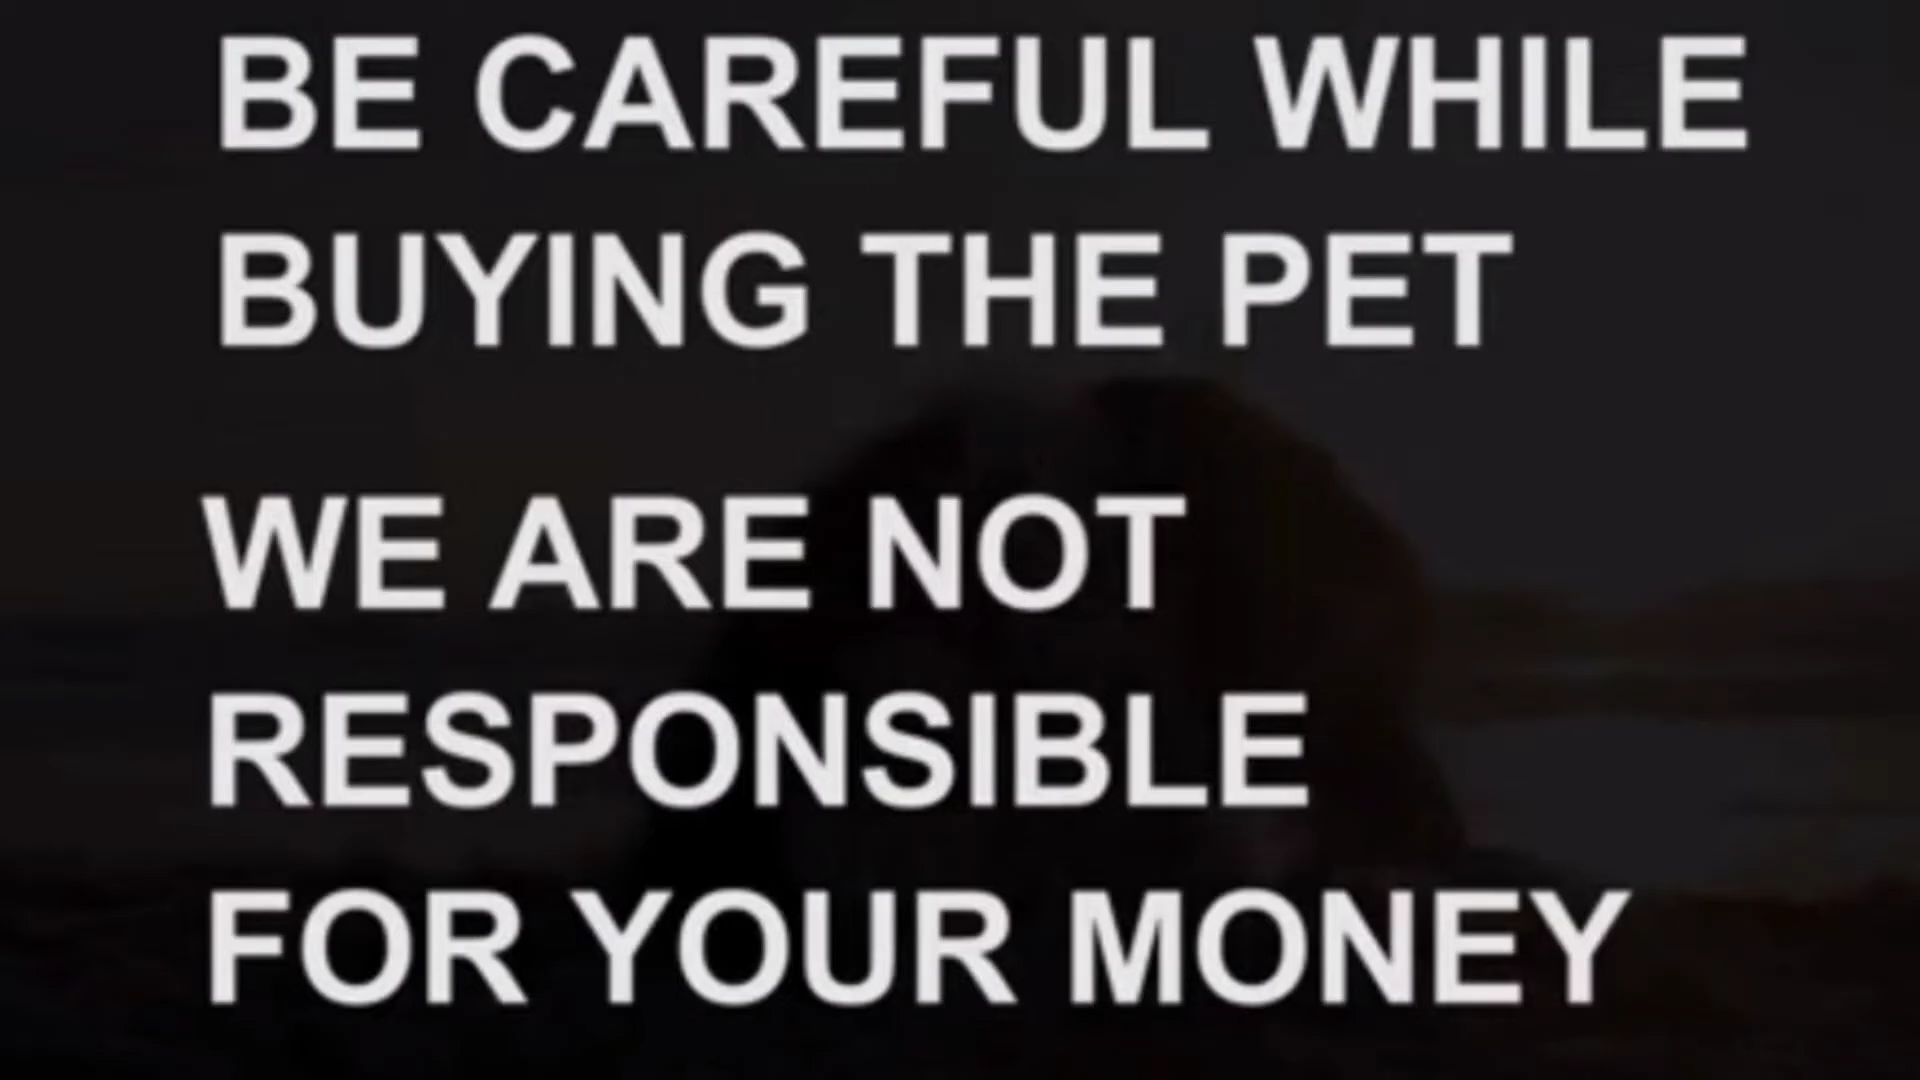 BE CAREFUL WHILE
BUYING THE PET
WE ARE NOT
RESPONSIBLE
FOR YOUR MONEY